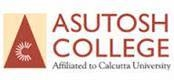 ASUTOSH
COLLEGE
Affiliated to Calcutta University